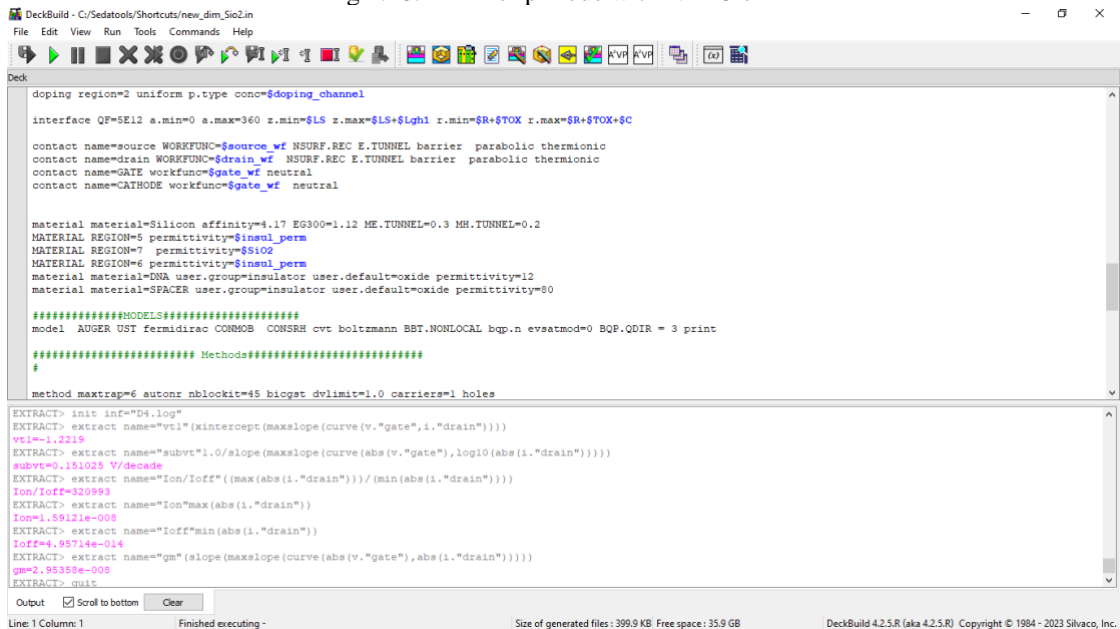 DeckBuild - C:/Sedatools/Shortcuts/new_dim_Sio2.in
File Edit View Run Tools Commands Help
Deck
doping region=2 uniform p.type conc=$doping_channel
interface QF=5E12 a.min=0 a.max=360 z.min=$LS z.max=$LS+$Lgh1 r.min=$R+$TOX r.max=$R+$TOX+$C
contact name=source WORKFUNC=$source_wf NSURF.REC E.TUNNEL barrier parabolic thermionic
contact name=drain WORKFUNC=$drain_wf NSURF.REC E.TUNNEL barrier parabolic thermionic
contact name=GATE workfunc=$gate_wf neutral
contact name=CATHODE workfunc=$gate_wf neutral
material material=Silicon affinity=4.17 EG300=1.12 ME.TUNNEL=0.3 MH.TUNNEL=0.2
MATERIAL REGION=5 permittivity=$insul_perm
MATERIAL REGION=7 permittivity=$SiO2
MATERIAL REGION=6 permittivity=$insul_perm
material material=DNA user.group=insulator user.default=oxide permittivity=12
material material=SPACER user.group=insulator user.default=oxide permittivity=80
##############MODELS#####################
model AUGER UST fermidirac CONMOB CONSRH cvt boltzmann BBT.NONLOCAL bqp.n evsatmod=0 BQP.QDIR = 3 print
######################### Methods###########################
#
method maxtrap=6 autonr nblockit=45 bicgst dvlimit=1.0 carriers=1 holes
EXTRACT> init inf="D4.log"
EXTRACT> extract name="vt1"(xintercept(maxslope(curve(v."gate",i."drain"))))
vt1=-1.2219
EXTRACT> extract name="subvt"1.0/slope(maxslope(curve(abs(v."gate"),log10(abs(i."drain")))))
subvt=0.151025 V/decade
EXTRACT> extract name="Ion/Ioff"((max(abs(i."drain")))/(min(abs(i."drain"))))
Ion/Ioff=320993
EXTRACT> extract name="Ion"max(abs(i."drain"))
Ion=1.59121e-008
EXTRACT> extract name="Ioff"min(abs(i."drain"))
Ioff=4.95714e-014
EXTRACT> extract name="gm"(slope(maxslope(curve(abs(v."gate"),abs(i."drain")))))
gm=2.95358e-008
EXTRACT> quit
Output Scroll to bottom Clear
Line: 1 Column: 1 Finished executing - Size of generated files : 399.9 KB Free space : 35.9 GB DeckBuild 4.2.5.R (aka 4.2.5.R) Copyright © 1984 - 2023 Silvaco, Inc.